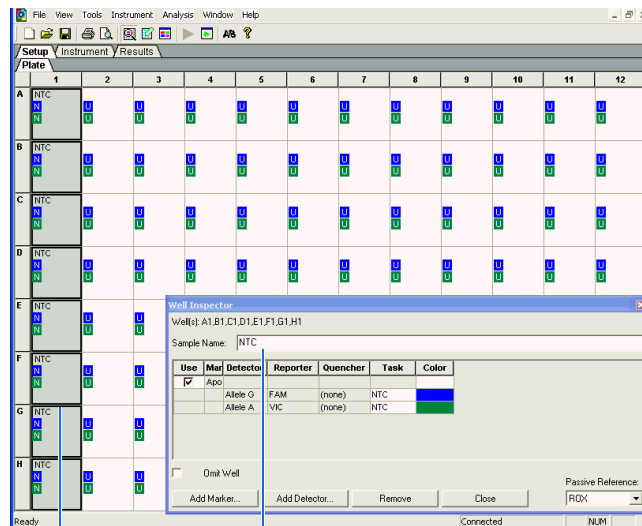 File View Tools Instrument Analysis Window Help
AB ?
Setup Instrument Results
Plate
1 2 3 4 5 6 7 8 9 10 11 12
A NTC
N U U U U U U U U U U U
N U U U U U U U U U U U
B NTC
N U U U U U U U U U U U
N U U U U U U U U U U U
C NTC
N U U U U U U U U U U U
N U U U U U U U U U U U
D NTC
N U U U U U U U U U U U
N U U U U U U U U U U U
E NTC
N U
N U
F NTC
N U
N U
G NTC
N U
N U
H NTC
N U
N U
Well Inspector
Well(s): A1,B1,C1,D1,E1,F1,G1,H1
Sample Name: NTC
Use Mar Detector Reporter Quencher Task Color
Apo
Allele G FAM (none) NTC
Allele A VIC (none) NTC
Omit Well
Passive Reference:
Add Marker... Add Detector... Remove Close ROX
Ready Connected NUM